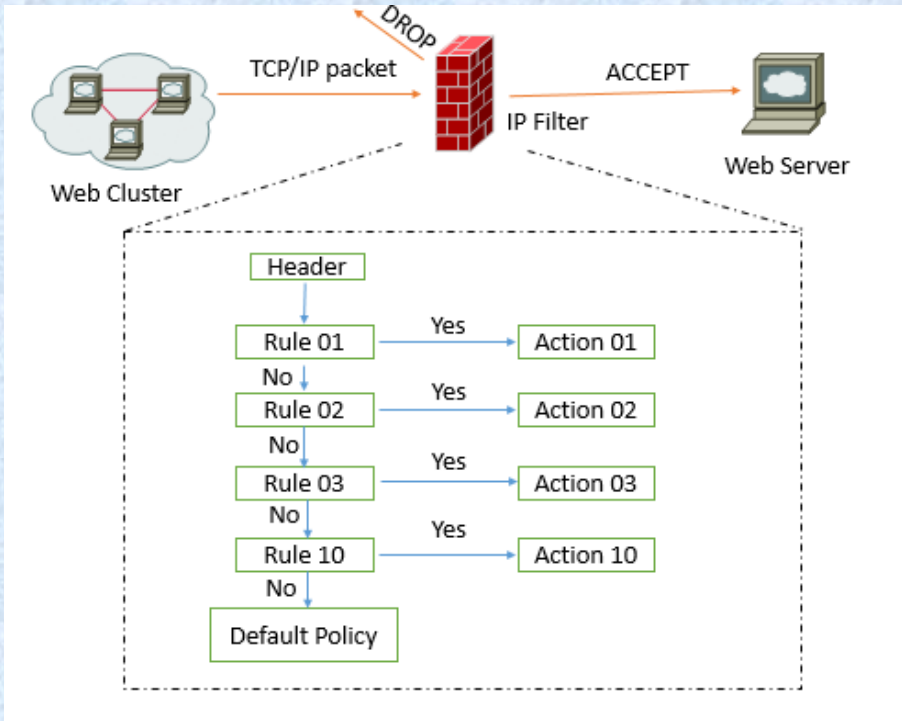 DROP
TCP/IP packet
ACCEPT
IP Filter
Web Cluster
Web Server
Header
Rule 01
Yes
Action 01
No
Rule 02
Yes
Action 02
No
Rule 03
Yes
Action 03
No
Rule 10
Yes
Action 10
No
Default Policy